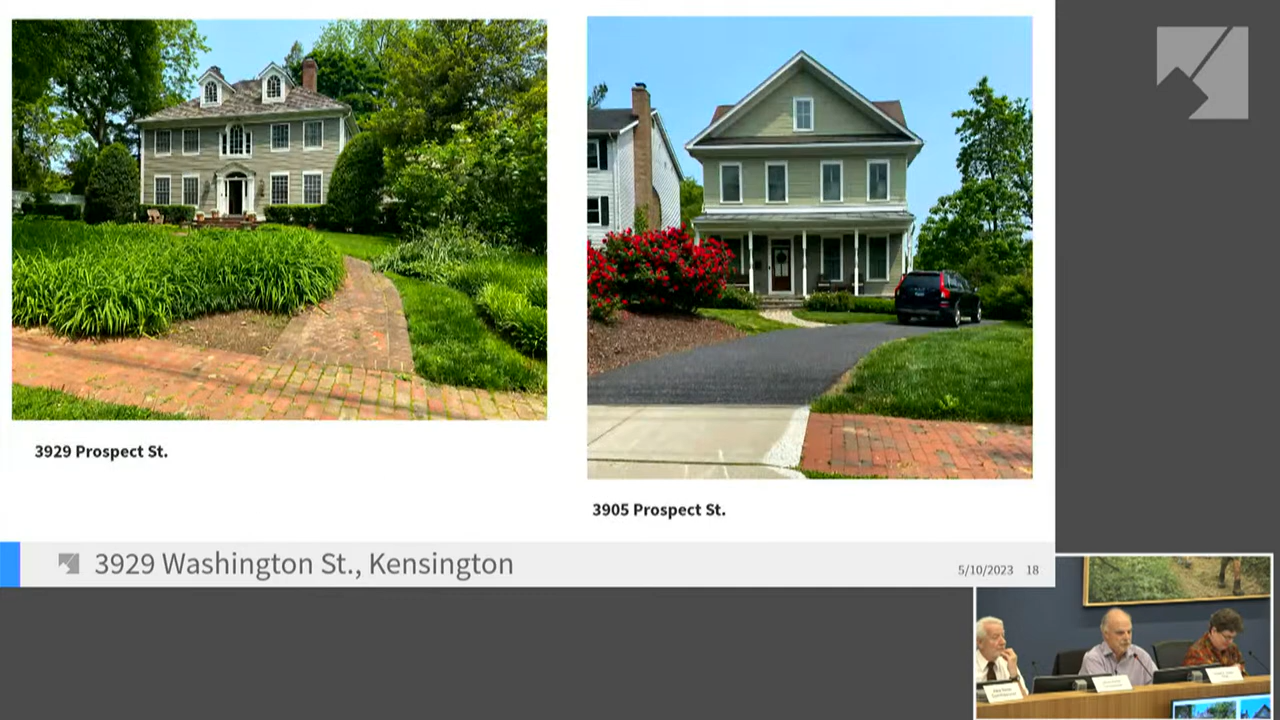 3929 Prospect St.
3905 Prospect St.
3929 Washington St., Kensington
5/10/2023 18